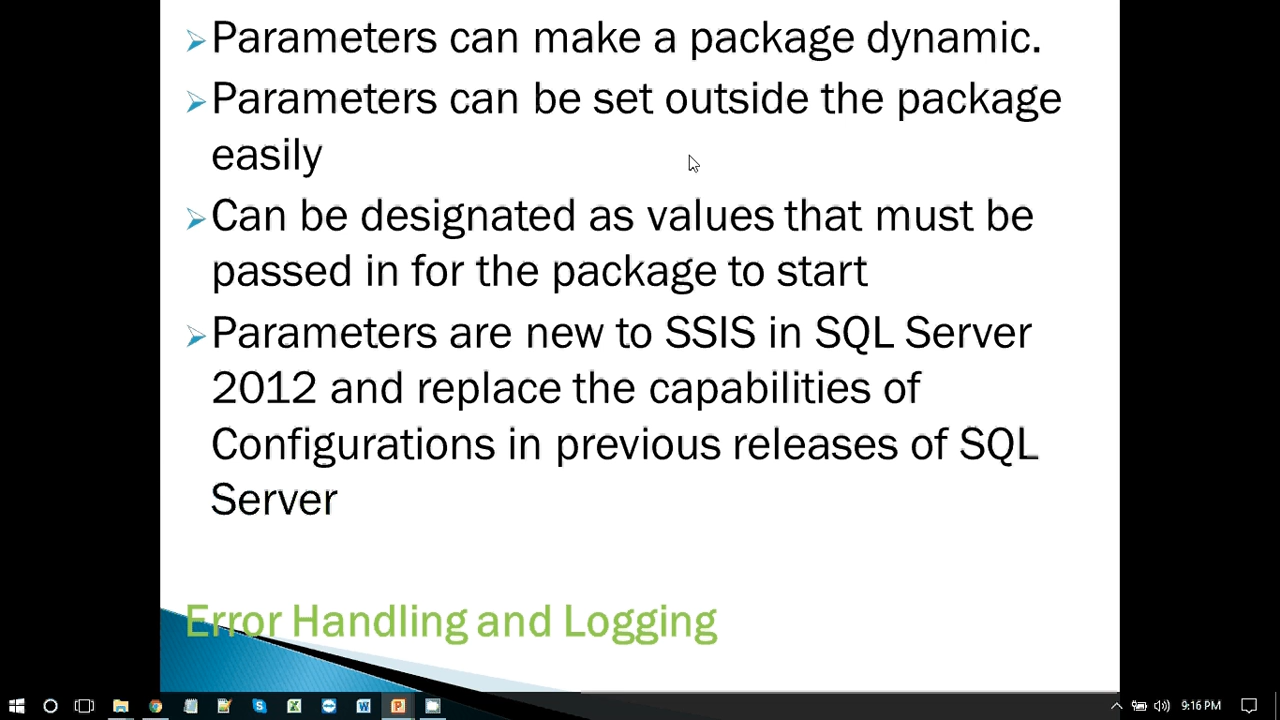 Parameters can make a package dynamic.
Parameters can be set outside the package
easily
Can be designated as values that must be
passed in for the package to start
Parameters are new to SSIS in SQL Server
2012 and replace the capabilities of
Configurations in previous releases of SQL
Server
Error Handling and Logging
9:16 PM